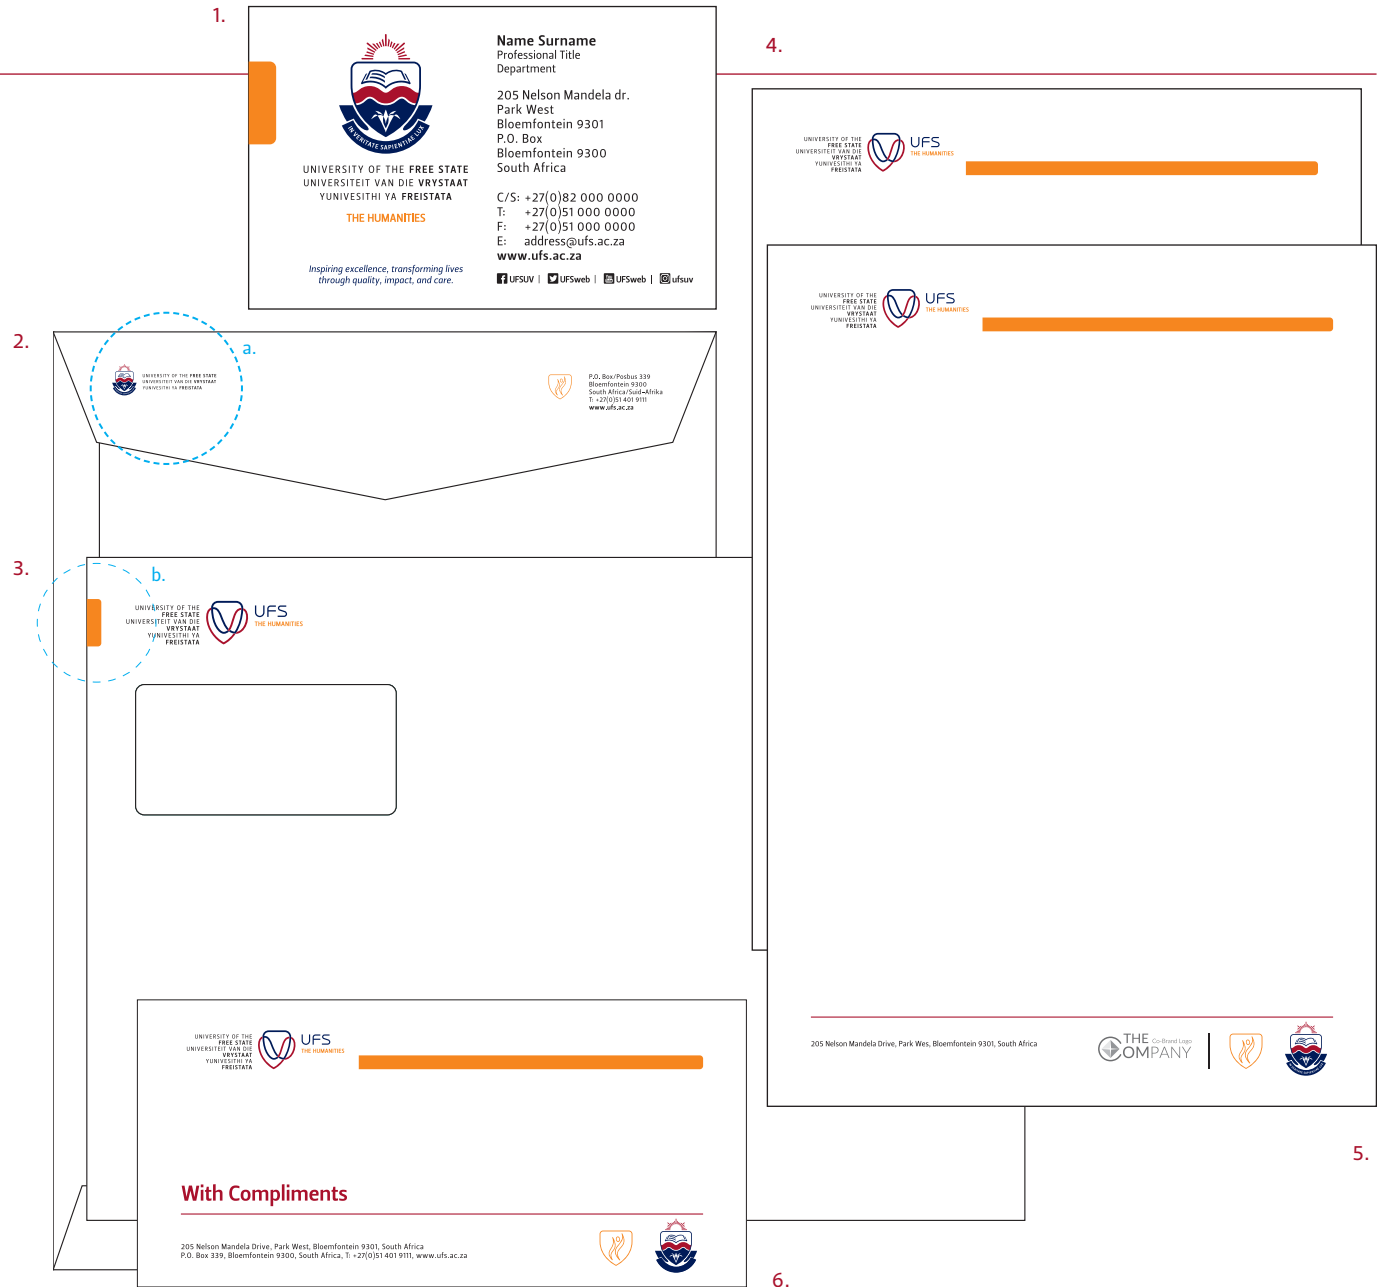 1.
IN VERITATE SAPIENTIAE LUX
UNIVERSITY OF THE FREE STATE
UNIVERSITEIT VAN DIE VRYSTAAT
YUNIVESITHI YA FREISTATA
THE HUMANITIES
Inspiring excellence, transforming lives
through quality, impact, and care.
Name Surname
Professional Title
Department
205 Nelson Mandela dr.
Park West
Bloemfontein 9301
P.O. Box
Bloemfontein 9300
South Africa
C/S: +27(0)82 000 0000
T: +27(0)51 000 0000
F: +27(0)51 000 0000
E: address@ufs.ac.za
www.ufs.ac.za
UFSUV | UFSweb | UFSweb | ufsuv
2.
a.
UNIVERSITY OF THE FREE STATE
UNIVERSITEIT VAN DIE VRYSTAAT
YUNIVESITHI YA FREISTATA
P.O. Box/Posbus 339
Bloemfontein 9300
South Africa/Suid-Afrika
T: +27(0)51 401 9111
www.ufs.ac.za
3.
b.
UNIVERSITY OF THE
FREE STATE
UNIVERSITEIT VAN DIE
VRYSTAAT
YUNIVESITHI YA
FREISTATA
UFS
THE HUMANITIES
4.
UNIVERSITY OF THE
FREE STATE
UNIVERSITEIT VAN DIE
VRYSTAAT
YUNIVESITHI YA
FREISTATA
UFS
THE HUMANITIES
UNIVERSITY OF THE
FREE STATE
UNIVERSITEIT VAN DIE
VRYSTAAT
YUNIVESITHI YA
FREISTATA
UFS
THE HUMANITIES
205 Nelson Mandela Drive, Park Wes, Bloemfontein 9301, South Africa
THE Co-Brand Logo
COMPANY
5.
UNIVERSITY OF THE
FREE STATE
UNIVERSITEIT VAN DIE
VRYSTAAT
YUNIVESITHI YA
FREISTATA
UFS
THE HUMANITIES
With Compliments
205 Nelson Mandela Drive, Park West, Bloemfontein 9301, South Africa
P.O. Box 339, Bloemfontein 9300, South Africa, T: +27(0)51 401 9111, www.ufs.ac.za
6.